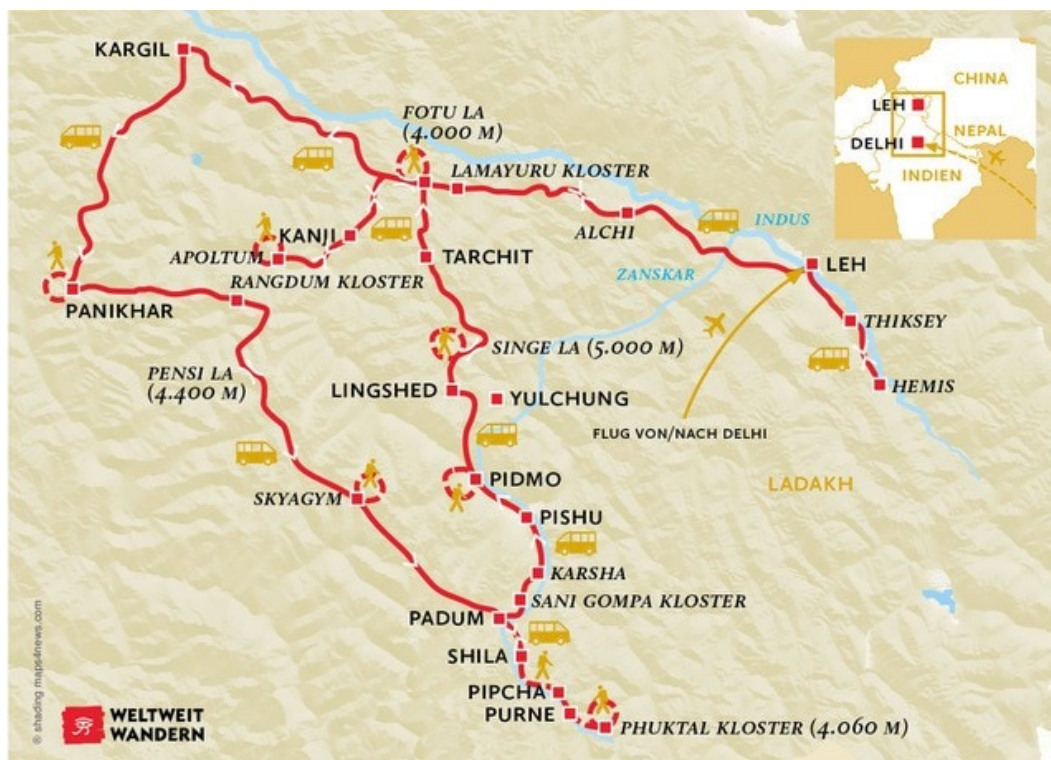 KARGIL
FOTU LA
(4.000 M)
LAMAYURU KLOSTER
CHINA
LEH
NEPAL
DELHI
INDIEN
KANJI
APOLTUM
RANGDUM KLOSTER
TARCHIT
ALCHI
INDUS
ZANSKAR
LEH
PANIKHAR
THIKSEY
SINGE LA (5.000 M)
PENSI LA
(4.400 M)
LINGSHED
YULCHUNG
HEMIS
FLUG VON/NACH DELHI
PIDMO
LADAKH
SKYAGYM
PISHU
KARSHA
SANI GOMPA KLOSTER
PADUM
SHILA
PIPCHA
PURNE
PHUKTAL KLOSTER (4.060 M)
WELTWEIT
WANDERN
© shading maps4news.com